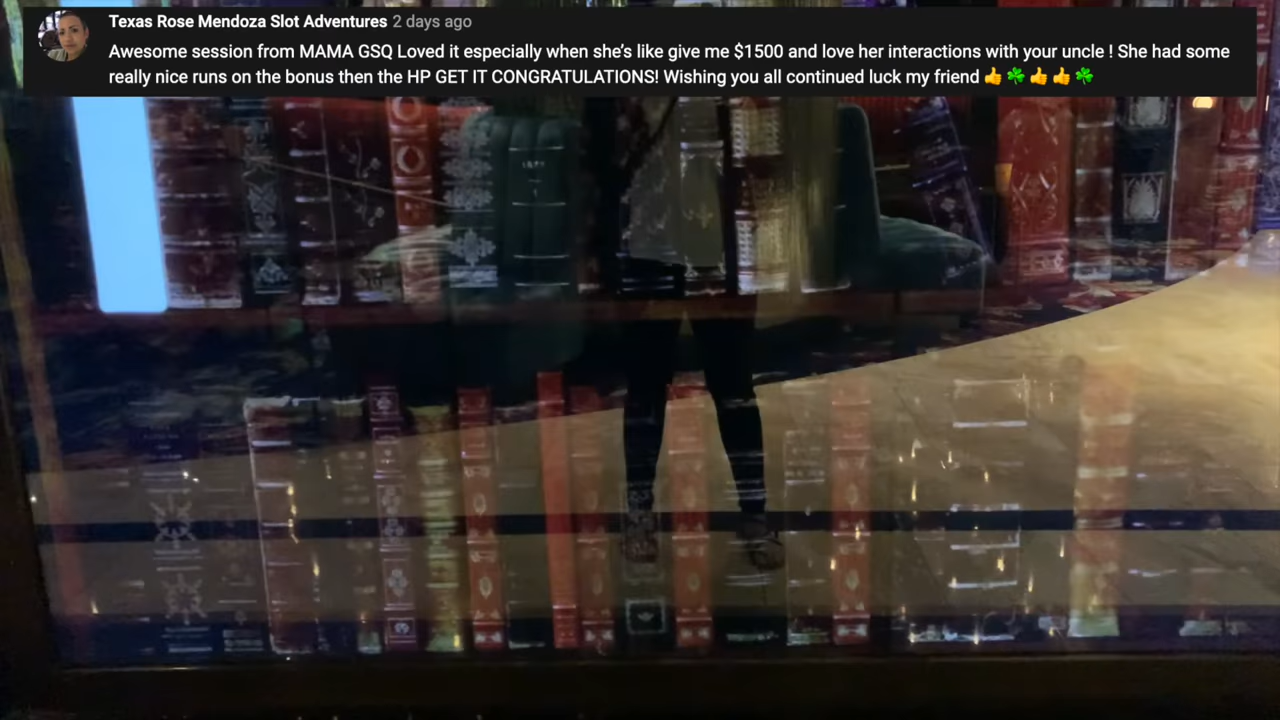 Texas Rose Mendoza Slot Adventures 2 days ago
Awesome session from MAMA GSQ Loved it especially when she’s like give me $1500 and love her interactions with your uncle ! She had some
really nice runs on the bonus then the HP GET IT CONGRATULATIONS! Wishing you all continued luck my friend 👍☘️👍👍☘️